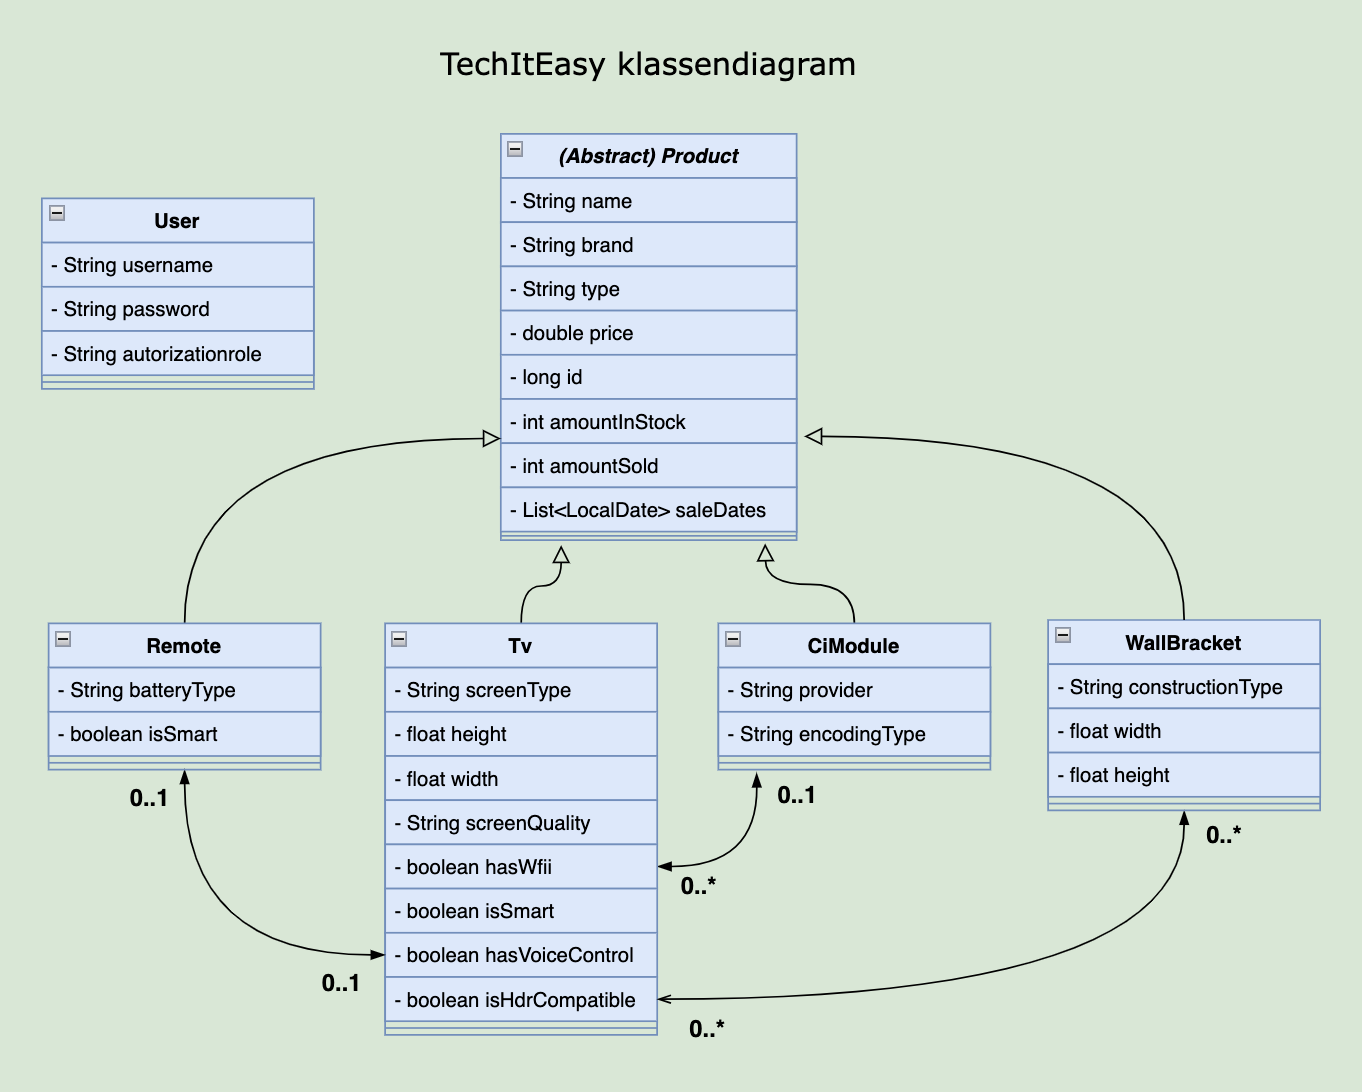 TechItEasy klassendiagram
(Abstract) Product
- String name
- String brand
- String type
- double price
- long id
- int amountInStock
- int amountSold
- List<LocalDate> saleDates
User
- String username
- String password
- String autorizationrole
Remote
- String batteryType
- boolean isSmart
0..1
0..1
Tv
- String screenType
- float height
- float width
- String screenQuality
- boolean hasWfii
- boolean isSmart
- boolean hasVoiceControl
- boolean isHdrCompatible
CiModule
- String provider
- String encodingType
0..1
0..*
WallBracket
- String constructionType
- float width
- float height
0..*
0..*